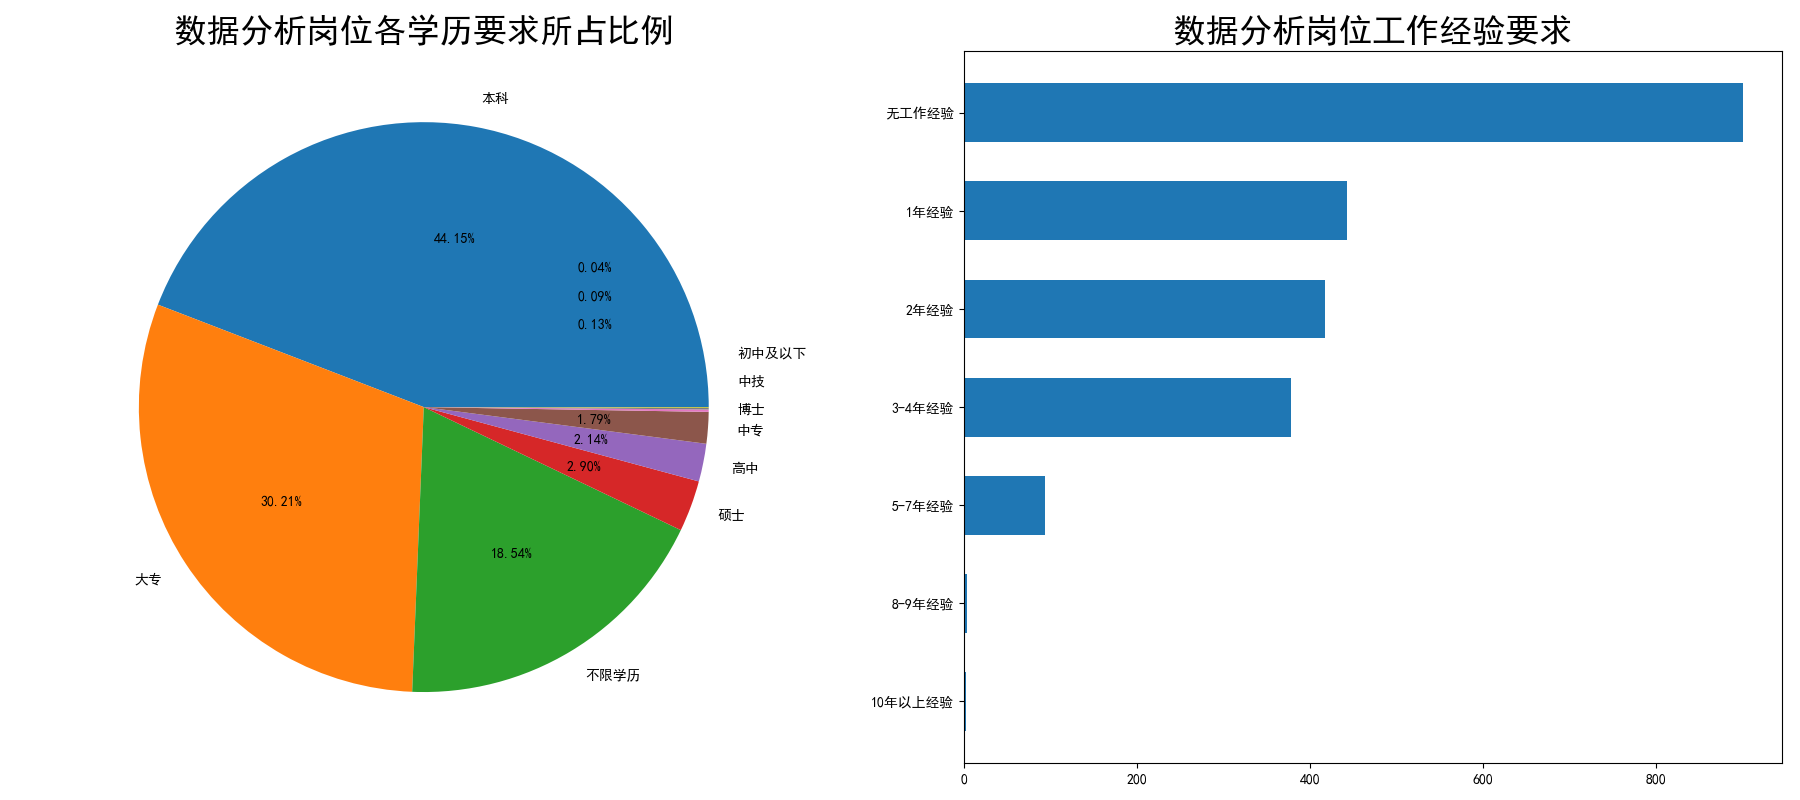 数据分析岗位各学历要求所占比例
本科
44.15%
0.04%
0.09%
0.13%
初中及以下
中技
博士
1.79%
中专
2.14%
高中
2.90%
30.21%
硕士
18.54%
大专
不限学历
数据分析岗位工作经验要求
无工作经验
1年经验
2年经验
3-4年经验
5-7年经验
8-9年经验
10年以上经验
0 200 400 600 800